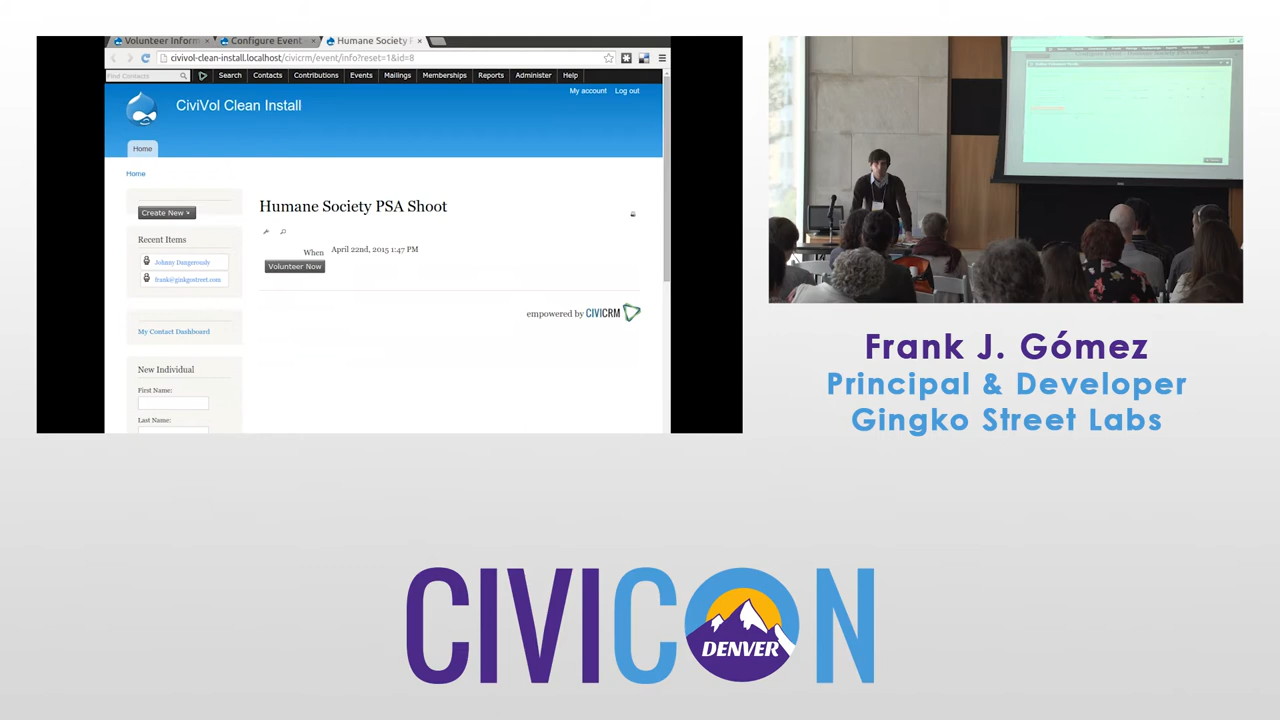 Volunteer Inform
Configure Event
Humane Society P
civivol-clean-install.localhost/civicrm/event/info?reset=1&id=8
Find Contacts
Search
Contacts
Contributions
Events
Mailings
Memberships
Reports
Administer
Help
My account
Log out
CiviVol Clean Install
Home
Home
Create New »
Recent Items
Johnny Dangerously
frank@ginkgostreet.com
My Contact Dashboard
New Individual
First Name:
Last Name:
Humane Society PSA Shoot
When
April 22nd, 2015 1:47 PM
Volunteer Now
empowered by CIVICRM
Frank J. Gómez
Principal & Developer
Gingko Street Labs
CIVICON
DENVER